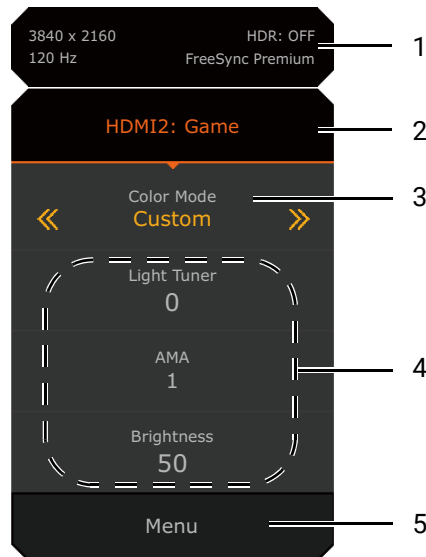 3840 x 2160 HDR: OFF
120 Hz FreeSync Premium
1
HDMI2: Game
2
Color Mode
Custom
3
Light Tuner
0
AMA
1
4
Brightness
50
Menu
5